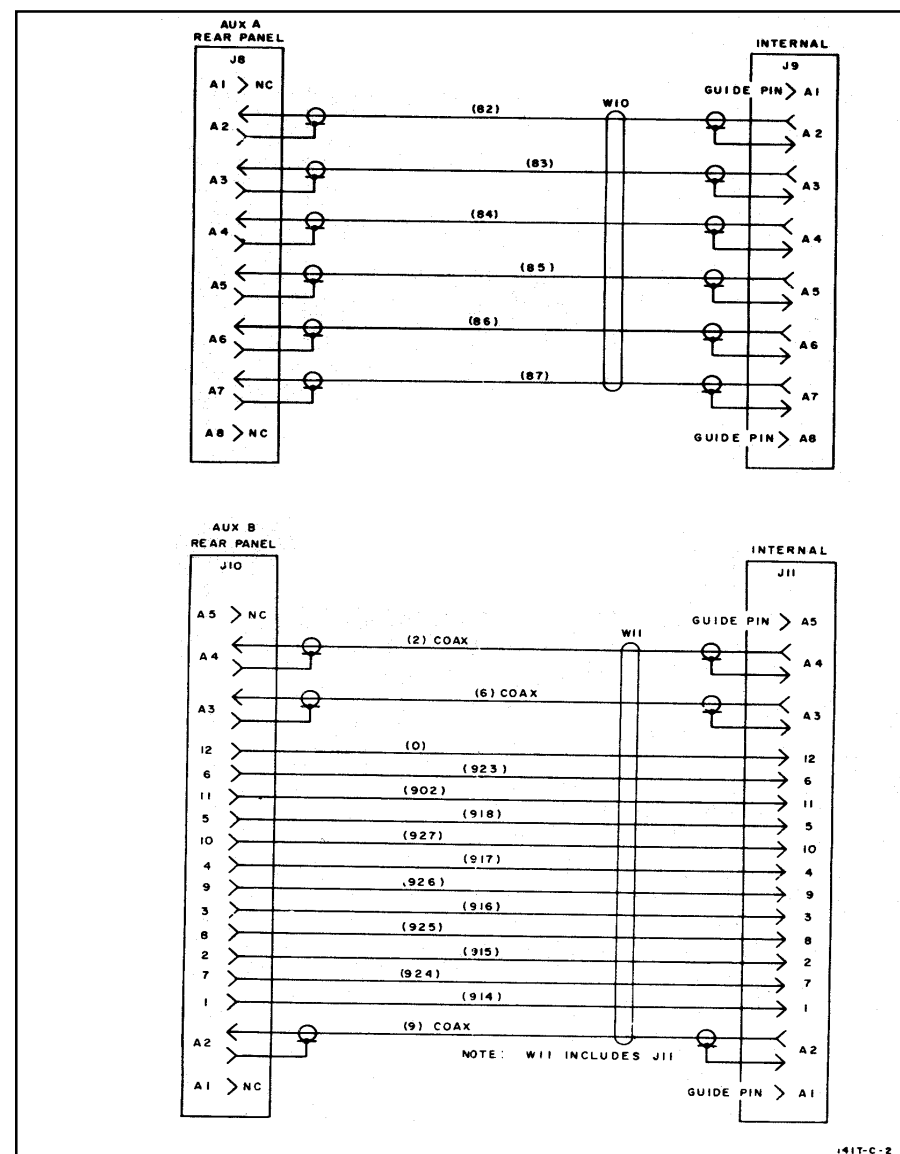 AUX A
REAR PANEL
INTERNAL
J8
J9
A1 NC
GUIDE PIN A1
(82)
W10
A2
A2
(83)
A3
A3
(84)
A4
A4
(85)
A5
A5
(86)
A6
A6
(87)
A7
A7
A8 NC
GUIDE PIN A8
AUX B
REAR PANEL
INTERNAL
J10
J11
A5 NC
GUIDE PIN A5
W11
(2) COAX
A4
A4
(6) COAX
A3
A3
12 (0) 12
6 (923) 6
11 (902) 11
5 (918) 5
10 (927) 10
4 (917) 4
9 (926) 9
3 (916) 3
8 (925) 8
2 (915) 2
7 (924) 7
1 (914) 1
(9) COAX
A2
A2
NOTE: W11 INCLUDES J11
A1 NC
GUIDE PIN A1
141T-C-2